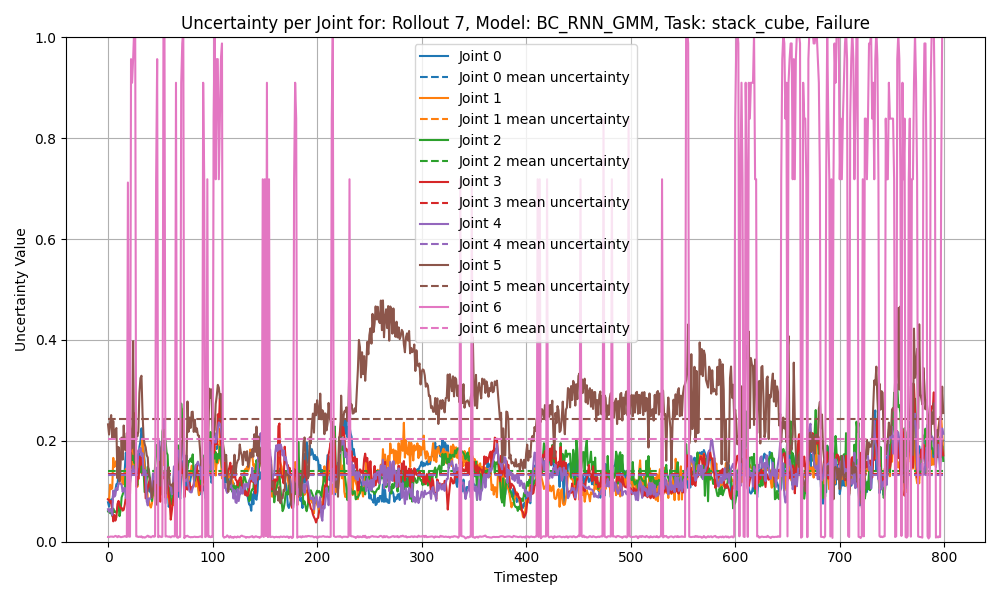 Uncertainty per Joint for: Rollout 7, Model: BC_RNN_GMM, Task: stack_cube, Failure
1.0
0.8
0.6
0.4
0.2
0.0
Uncertainty Value
Joint 0
Joint 0 mean uncertainty
Joint 1
Joint 1 mean uncertainty
Joint 2
Joint 2 mean uncertainty
Joint 3
Joint 3 mean uncertainty
Joint 4
Joint 4 mean uncertainty
Joint 5
Joint 5 mean uncertainty
Joint 6
Joint 6 mean uncertainty
0 100 200 300 400 500 600 700 800
Timestep